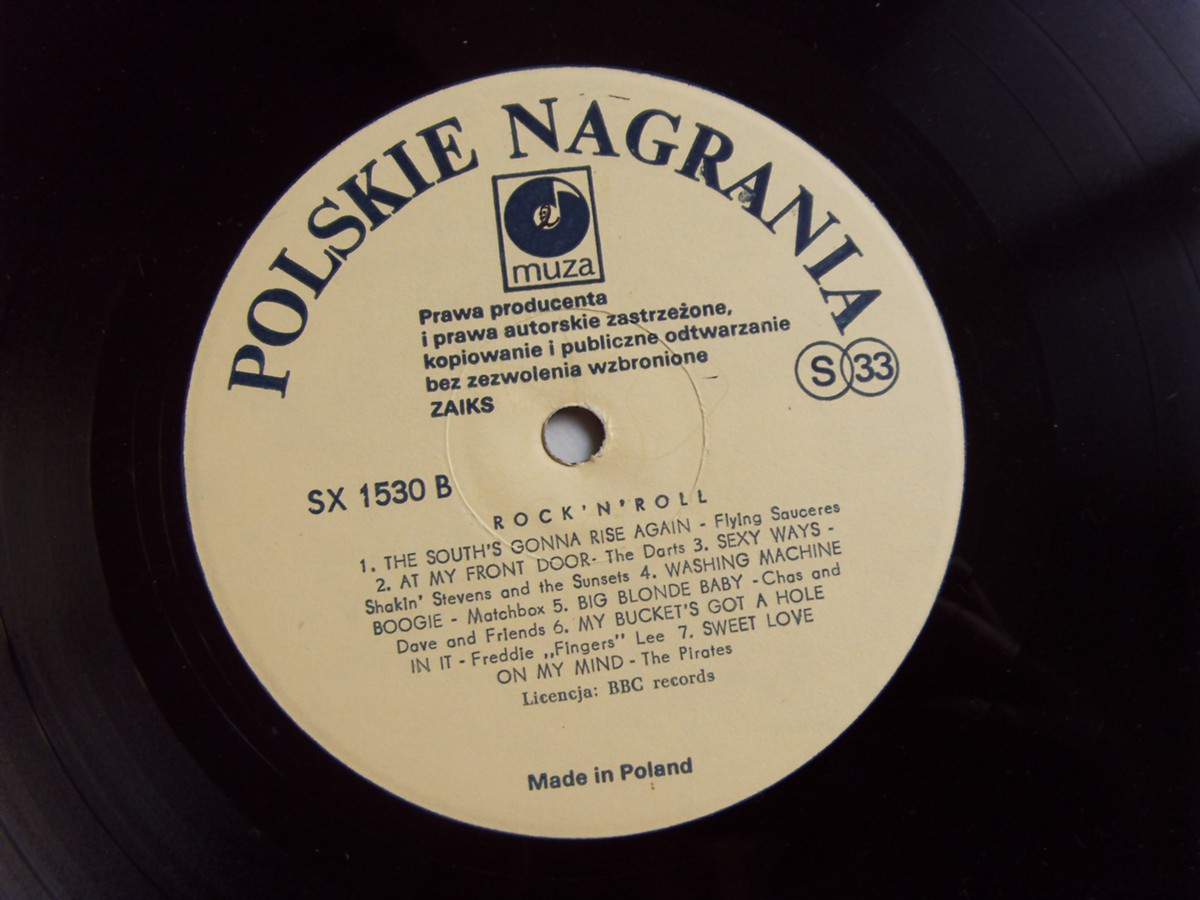 POLSKIE NAGRANIA
muza
Prawa producenta
i prawa autorskie zastrzeżone,
kopiowanie i publiczne odtwarzanie
bez zezwolenia wzbronione
ZAIKS
S 33
SX 1530 B
ROCK'N'ROLL
1. THE SOUTH'S GONNA RISE AGAIN - Flying Sauceres
2. AT MY FRONT DOOR- The Darts 3. SEXY WAYS -
Shakin' Stevens and the Sunsets 4. WASHING MACHINE
BOOGIE - Matchbox 5. BIG BLONDE BABY - Chas and
Dave and Friends 6. MY BUCKET'S GOT A HOLE
IN IT - Freddie „Fingers" Lee 7. SWEET LOVE
ON MY MIND - The Pirates
Licencja: BBC records
Made in Poland